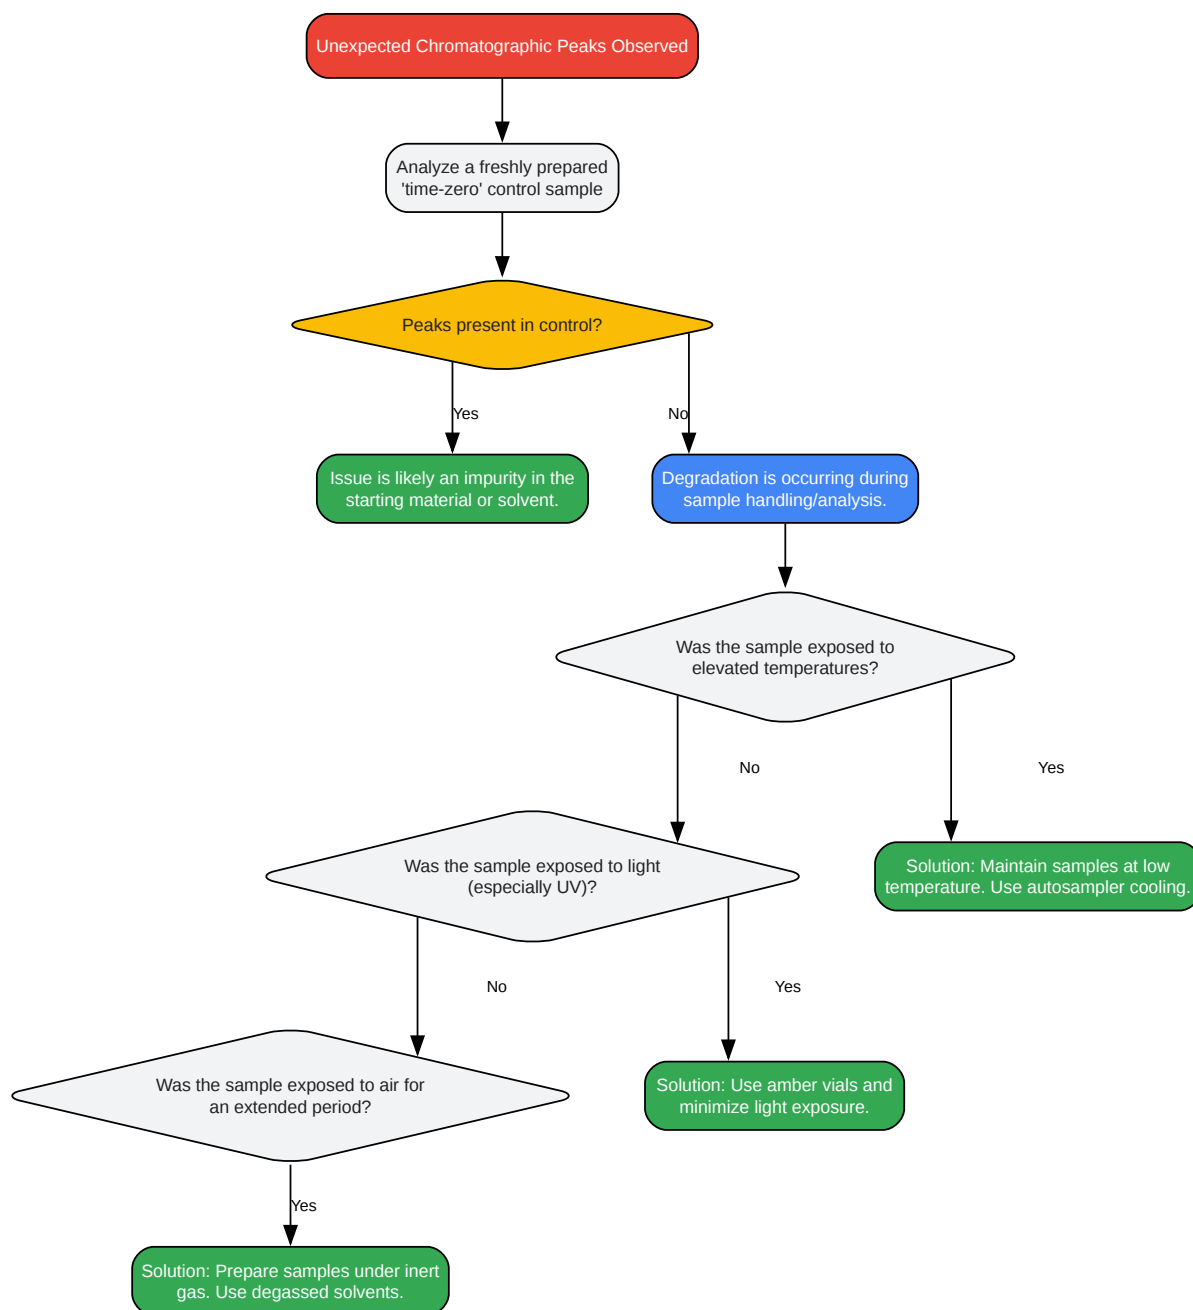 Unexpected Chromatographic Peaks Observed
Analyze a freshly prepared
'time-zero' control sample
Peaks present in control?
Yes
No
Issue is likely an impurity in the
starting material or solvent.
Degradation is occurring during
sample handling/analysis.
Was the sample exposed to
elevated temperatures?
No
Yes
Was the sample exposed to light
(especially UV)?
Solution: Maintain samples at low
temperature. Use autosampler cooling.
No
Yes
Was the sample exposed to air for
an extended period?
Solution: Use amber vials and
minimize light exposure.
Yes
Solution: Prepare samples under inert
gas. Use degassed solvents.